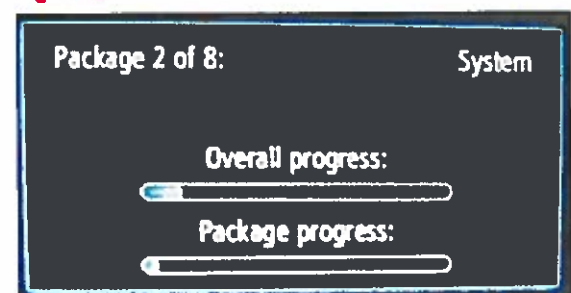 Package 2 of 8:
System
Overall progress:
Package progress: